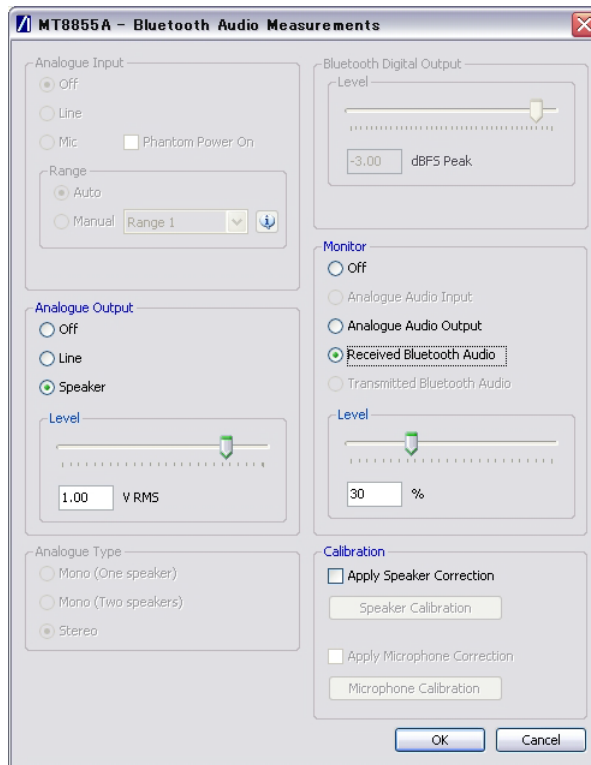 MT8855A - Bluetooth Audio Measurements
Analogue Input
Off
Line
Mic
Phantom Power On
Range
Auto
Manual
Range 1
Analogue Output
Off
Line
Speaker
Level
1.00
V RMS
Analogue Type
Mono (One speaker)
Mono (Two speakers)
Stereo
Bluetooth Digital Output
Level
-3.00
dBFS Peak
Monitor
Off
Analogue Audio Input
Analogue Audio Output
Received Bluetooth Audio
Transmitted Bluetooth Audio
Level
30
%
Calibration
Apply Speaker Correction
Speaker Calibration
Apply Microphone Correction
Microphone Calibration
OK
Cancel